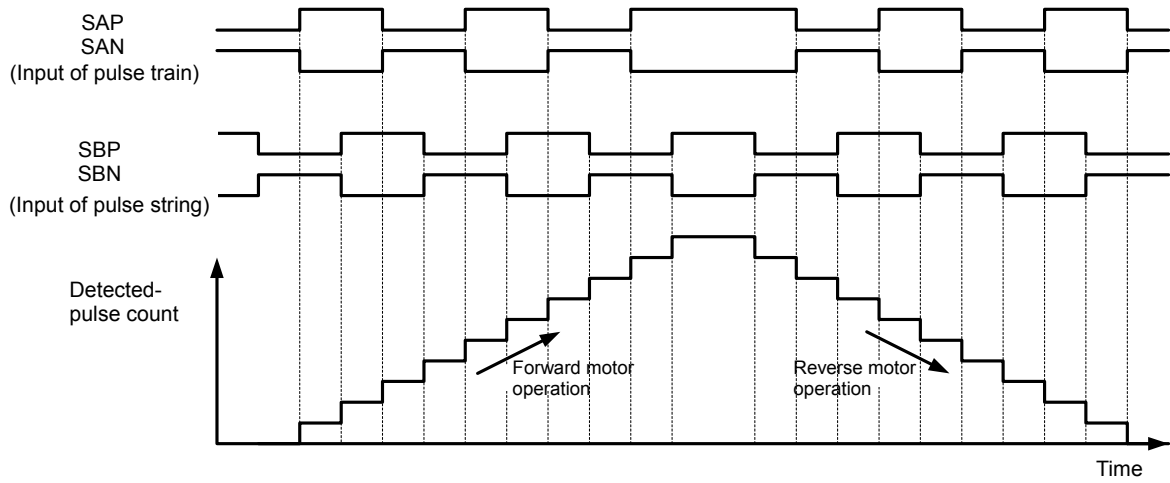 SAP
SAN
(Input of pulse train)
SBP
SBN
(Input of pulse string)
Detected-
pulse count
Forward motor
operation
Reverse motor
operation
Time